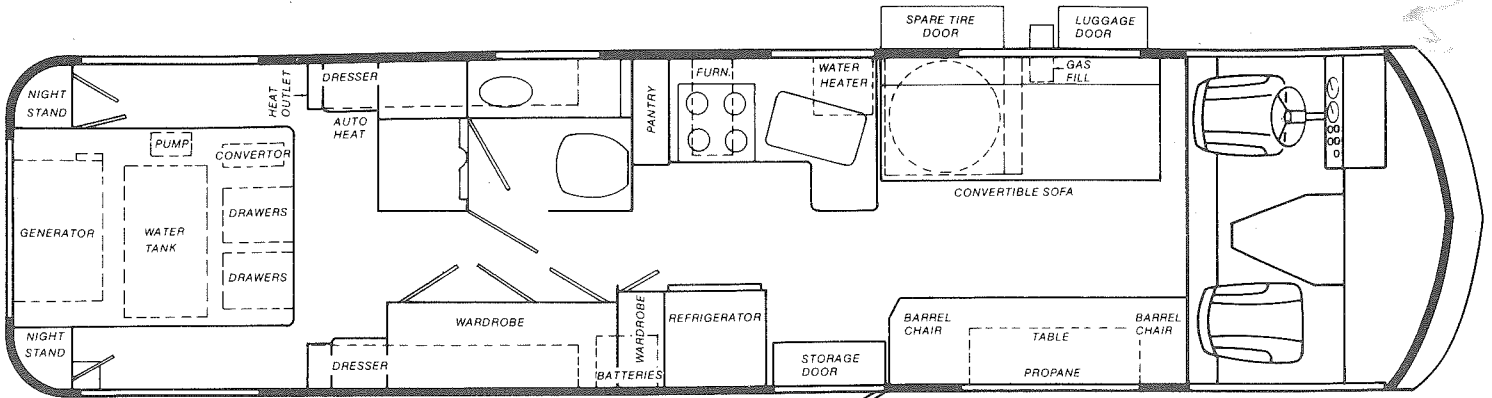 SPARE TIRE
DOOR
LUGGAGE
DOOR
NIGHT
STAND
HEAT
OUTLET
DRESSER
AUTO
HEAT
PANTRY
FURN.
WATER
HEATER
GAS
FILL
PUMP
CONVERTOR
CONVERTIBLE SOFA
GENERATOR
WATER
TANK
DRAWERS
DRAWERS
NIGHT
STAND
DRESSER
WARDROBE
BATTERIES
WARDROBE
REFRIGERATOR
STORAGE
DOOR
BARREL
CHAIR
TABLE
PROPANE
BARREL
CHAIR